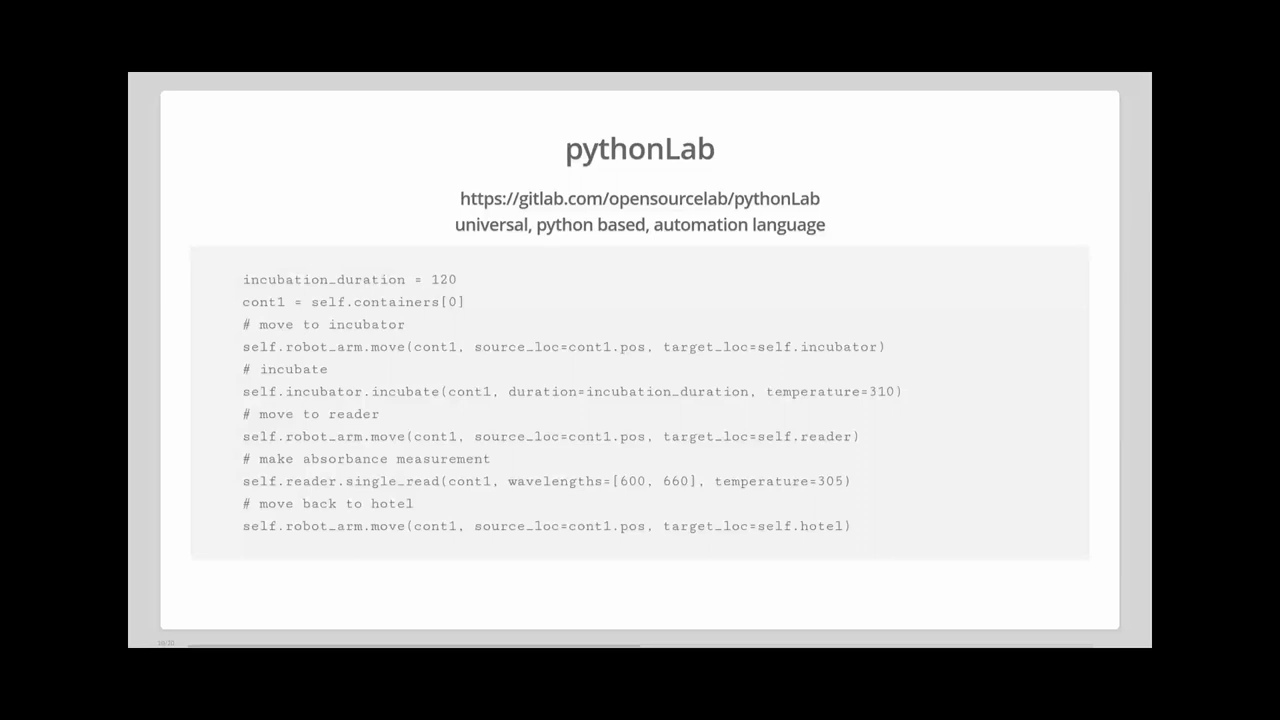 pythonLab
https://gitlab.com/opensourcelab/pythonLab
universal, python based, automation language
incubation_duration = 120
cont1 = self.containers[0]
# move to incubator
self.robot_arm.move(cont1, source_loc=cont1.pos, target_loc=self.incubator)
# incubate
self.incubator.incubate(cont1, duration=incubation_duration, temperature=310)
# move to reader
self.robot_arm.move(cont1, source_loc=cont1.pos, target_loc=self.reader)
# make absorbance measurement
self.reader.single_read(cont1, wavelengths=[600, 660], temperature=305)
# move back to hotel
self.robot_arm.move(cont1, source_loc=cont1.pos, target_loc=self.hotel)